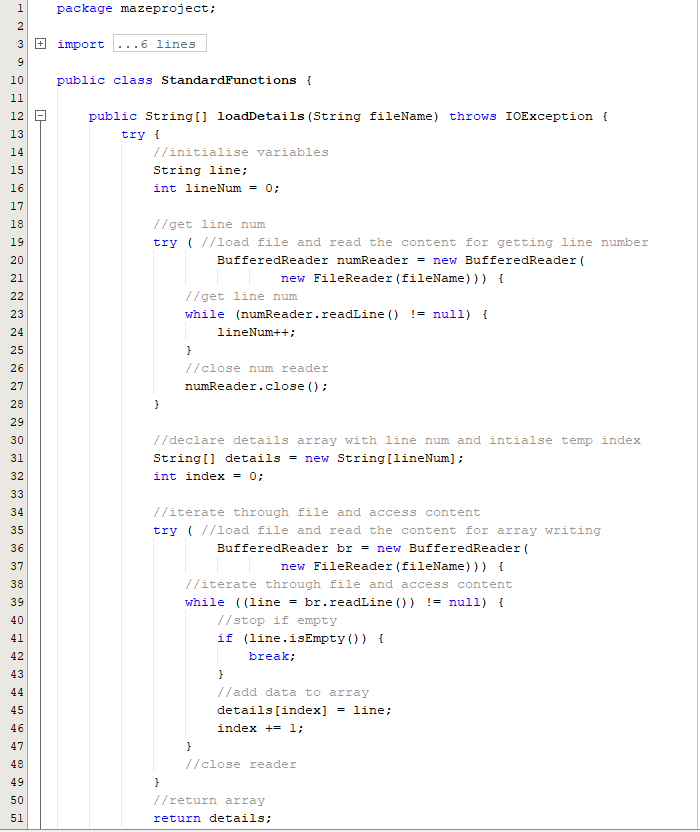 1 package mazeproject;
2
3 import ...6 lines
9
10 public class StandardFunctions {
11
12 public String[] loadDetails(String fileName) throws IOException {
13 try {
14 //initialise variables
15 String line;
16 int lineNum = 0;
17
18 //get line num
19 try ( //load file and read the content for getting line number
20 BufferedReader numReader = new BufferedReader(
21 new FileReader(fileName))) {
22 //get line num
23 while (numReader.readLine() != null) {
24 lineNum++;
25 }
26 //close num reader
27 numReader.close();
28 }
29
30 //declare details array with line num and intialse temp index
31 String[] details = new String[lineNum];
32 int index = 0;
33
34 //iterate through file and access content
35 try ( //load file and read the content for array writing
36 BufferedReader br = new BufferedReader(
37 new FileReader(fileName))) {
38 //iterate through file and access content
39 while ((line = br.readLine()) != null) {
40 //stop if empty
41 if (line.isEmpty()) {
42 break;
43 }
44 //add data to array
45 details[index] = line;
46 index += 1;
47 }
48 //close reader
49 }
50 //return array
51 return details;